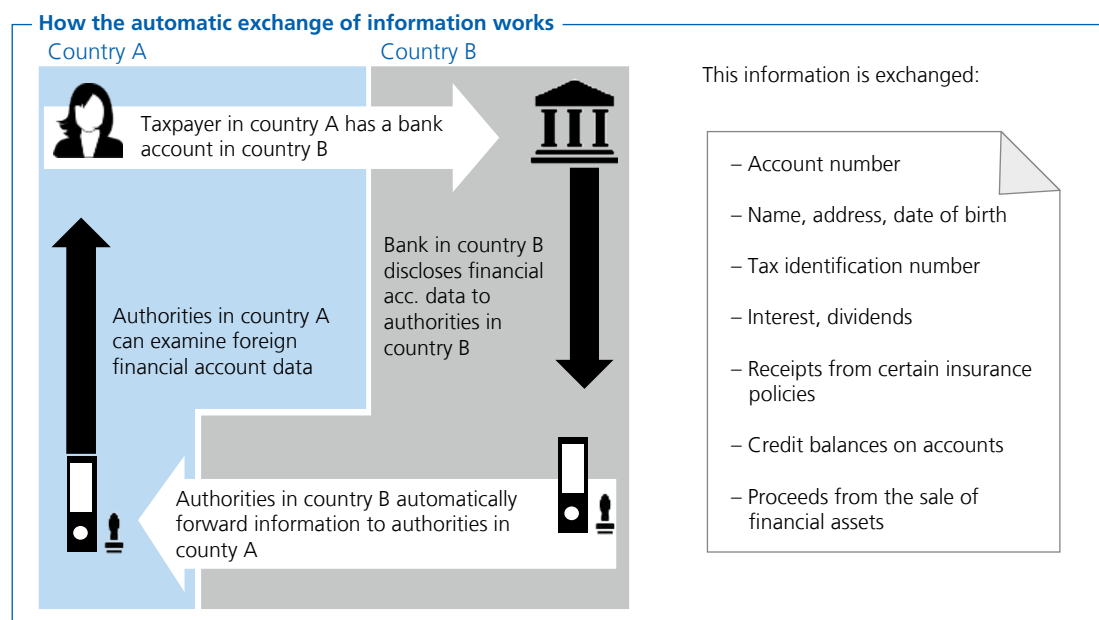 How the automatic exchange of information works
Country A
Country B
Taxpayer in country A has a bank
account in country B
Bank in country B
discloses financial
acc. data to
authorities in
country B
Authorities in country A
can examine foreign
financial account data
Authorities in country B automatically
forward information to authorities in
county A
This information is exchanged:
– Account number
– Name, address, date of birth
– Tax identification number
– Interest, dividends
– Receipts from certain insurance
policies
– Credit balances on accounts
– Proceeds from the sale of
financial assets